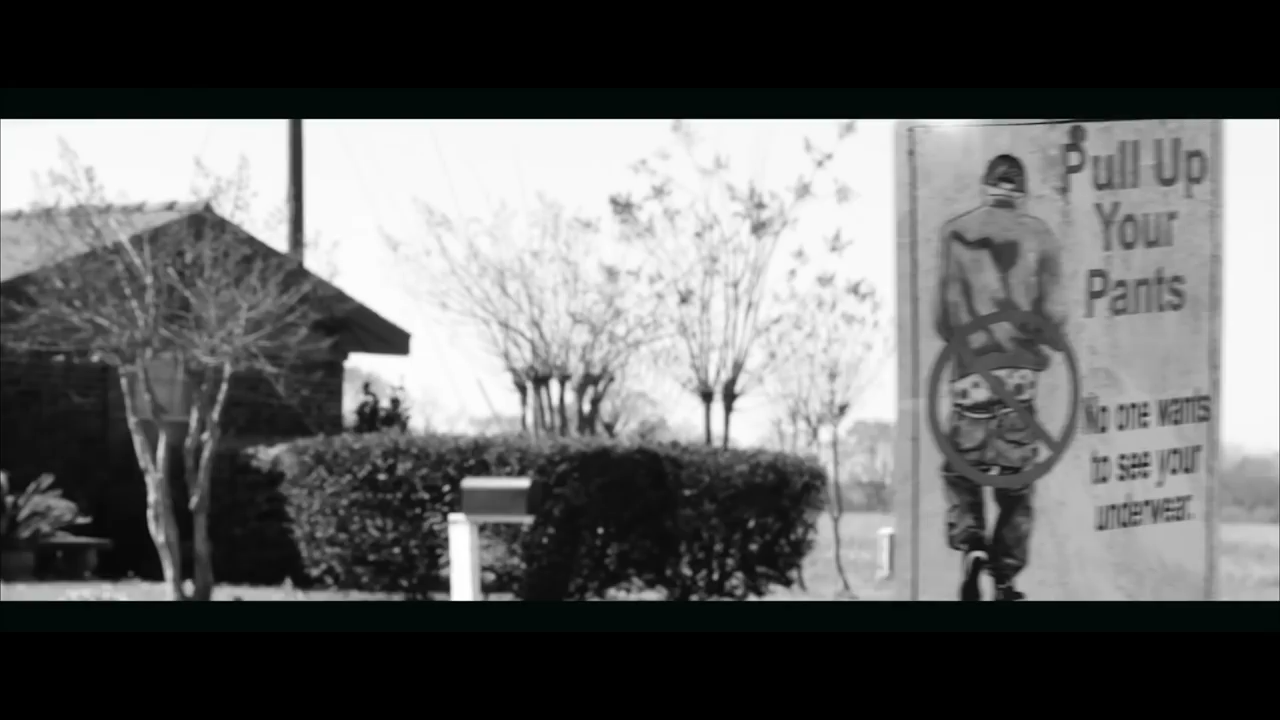 Pull Up
Your
Pants
No one wants
to see your
underwear.